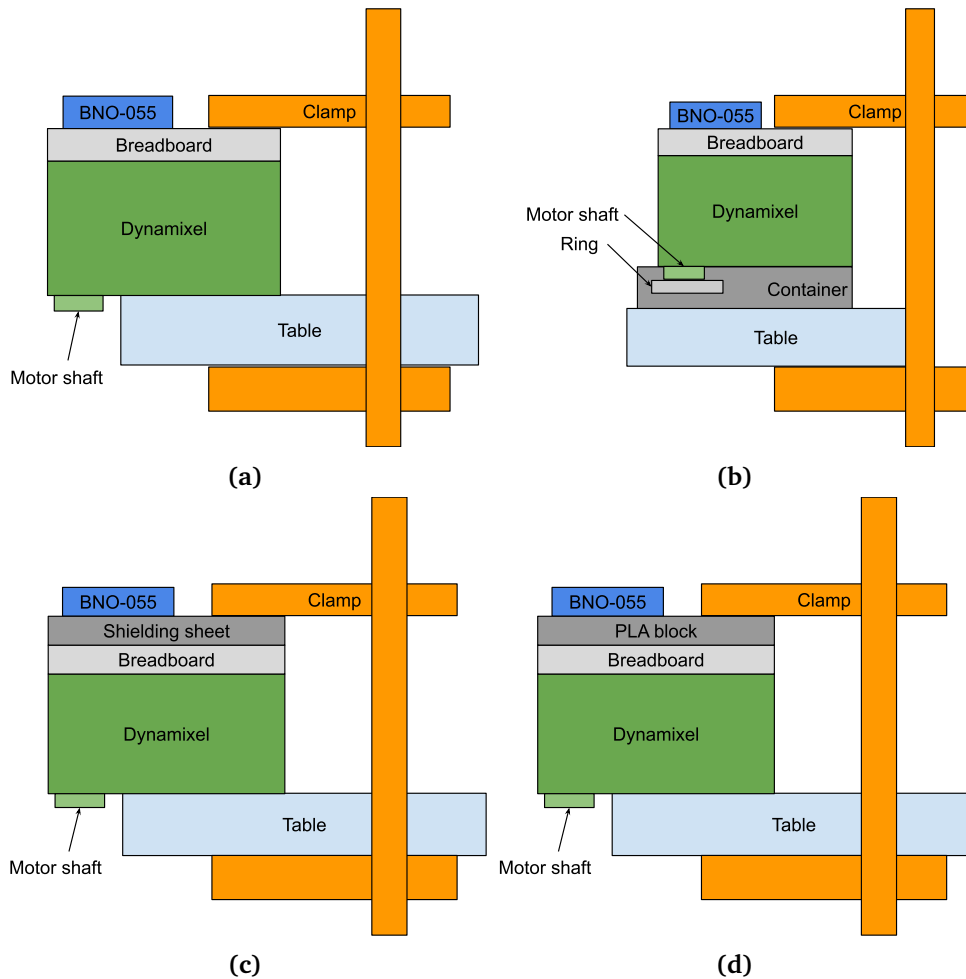 BNO-055
Clamp
Breadboard
Dynamixel
Table
Motor shaft
(a)
BNO-055
Clamp
Breadboard
Dynamixel
Motor shaft
Ring
Container
Table
(b)
BNO-055
Clamp
Shielding sheet
Breadboard
Dynamixel
Table
Motor shaft
(c)
BNO-055
Clamp
PLA block
Breadboard
Dynamixel
Table
Motor shaft
(d)